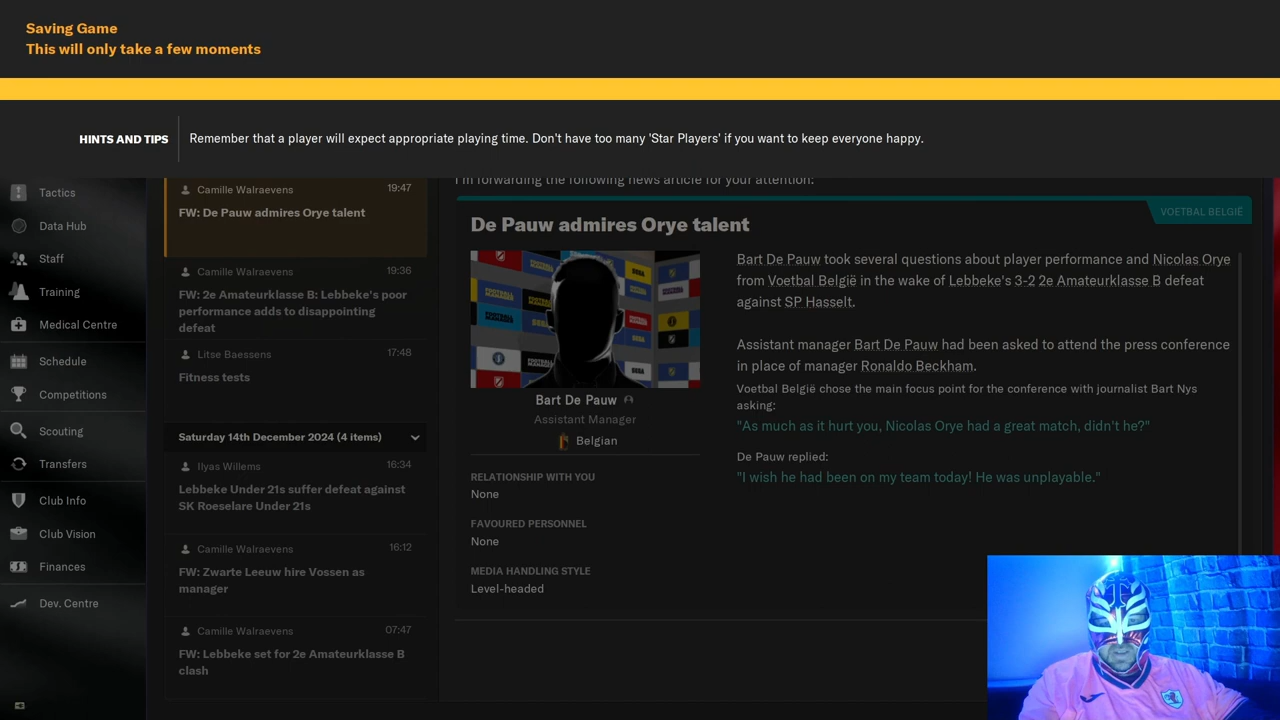 Saving Game
This will only take a few moments
HINTS AND TIPS
Remember that a player will expect appropriate playing time. Don't have too many 'Star Players' if you want to keep everyone happy.
Tactics
Data Hub
Staff
Training
Medical Centre
Schedule
Competitions
Scouting
Transfers
Club Info
Club Vision
Finances
Dev. Centre
Camille Walraevens 19:47
FW: De Pauw admires Orye talent
Camille Walraevens 19:36
FW: 2e Amateurklasse B: Lebbeke's poor
performance adds to disappointing
defeat
Litse Baessens 17:48
Fitness tests
Saturday 14th December 2024 (4 items)
Ilyas Willems 16:34
Lebbeke Under 21s suffer defeat against
SK Roeselare Under 21s
Camille Walraevens 16:12
FW: Zwarte Leeuw hire Vossen as
manager
Camille Walraevens 07:47
FW: Lebbeke set for 2e Amateurklasse B
clash
I'm forwarding the following news article for your attention:
De Pauw admires Orye talent
VOETBAL BELGIË
Bart De Pauw
Assistant Manager
Belgian
RELATIONSHIP WITH YOU
None
FAVOURED PERSONNEL
None
MEDIA HANDLING STYLE
Level-headed
Bart De Pauw took several questions about player performance and Nicolas Orye
from Voetbal België in the wake of Lebbeke's 3-2 2e Amateurklasse B defeat
against SP Hasselt.
Assistant manager Bart De Pauw had been asked to attend the press conference
in place of manager Ronaldo Beckham.
Voetbal België chose the main focus point for the conference with journalist Bart Nys
asking:
"As much as it hurt you, Nicolas Orye had a great match, didn't he?"
De Pauw replied:
"I wish he had been on my team today! He was unplayable."